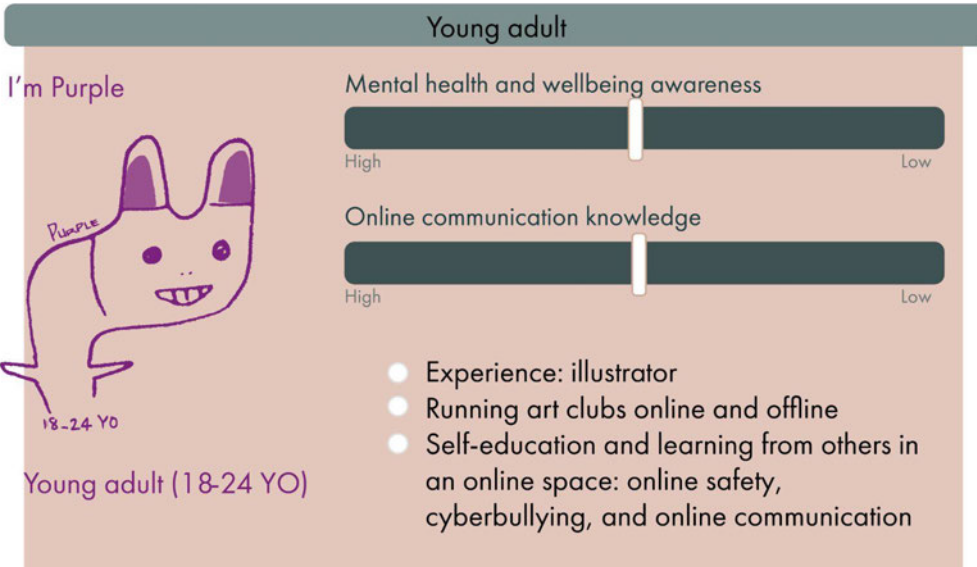 Young adult
I'm Purple
Mental health and wellbeing awareness
High
Low
PURPLE
Online communication knowledge
High
Low
Experience: illustrator
Running art clubs online and offline
Self-education and learning from others in
an online space: online safety,
cyberbullying, and online communication
18-24 YO
Young adult (18-24 YO)